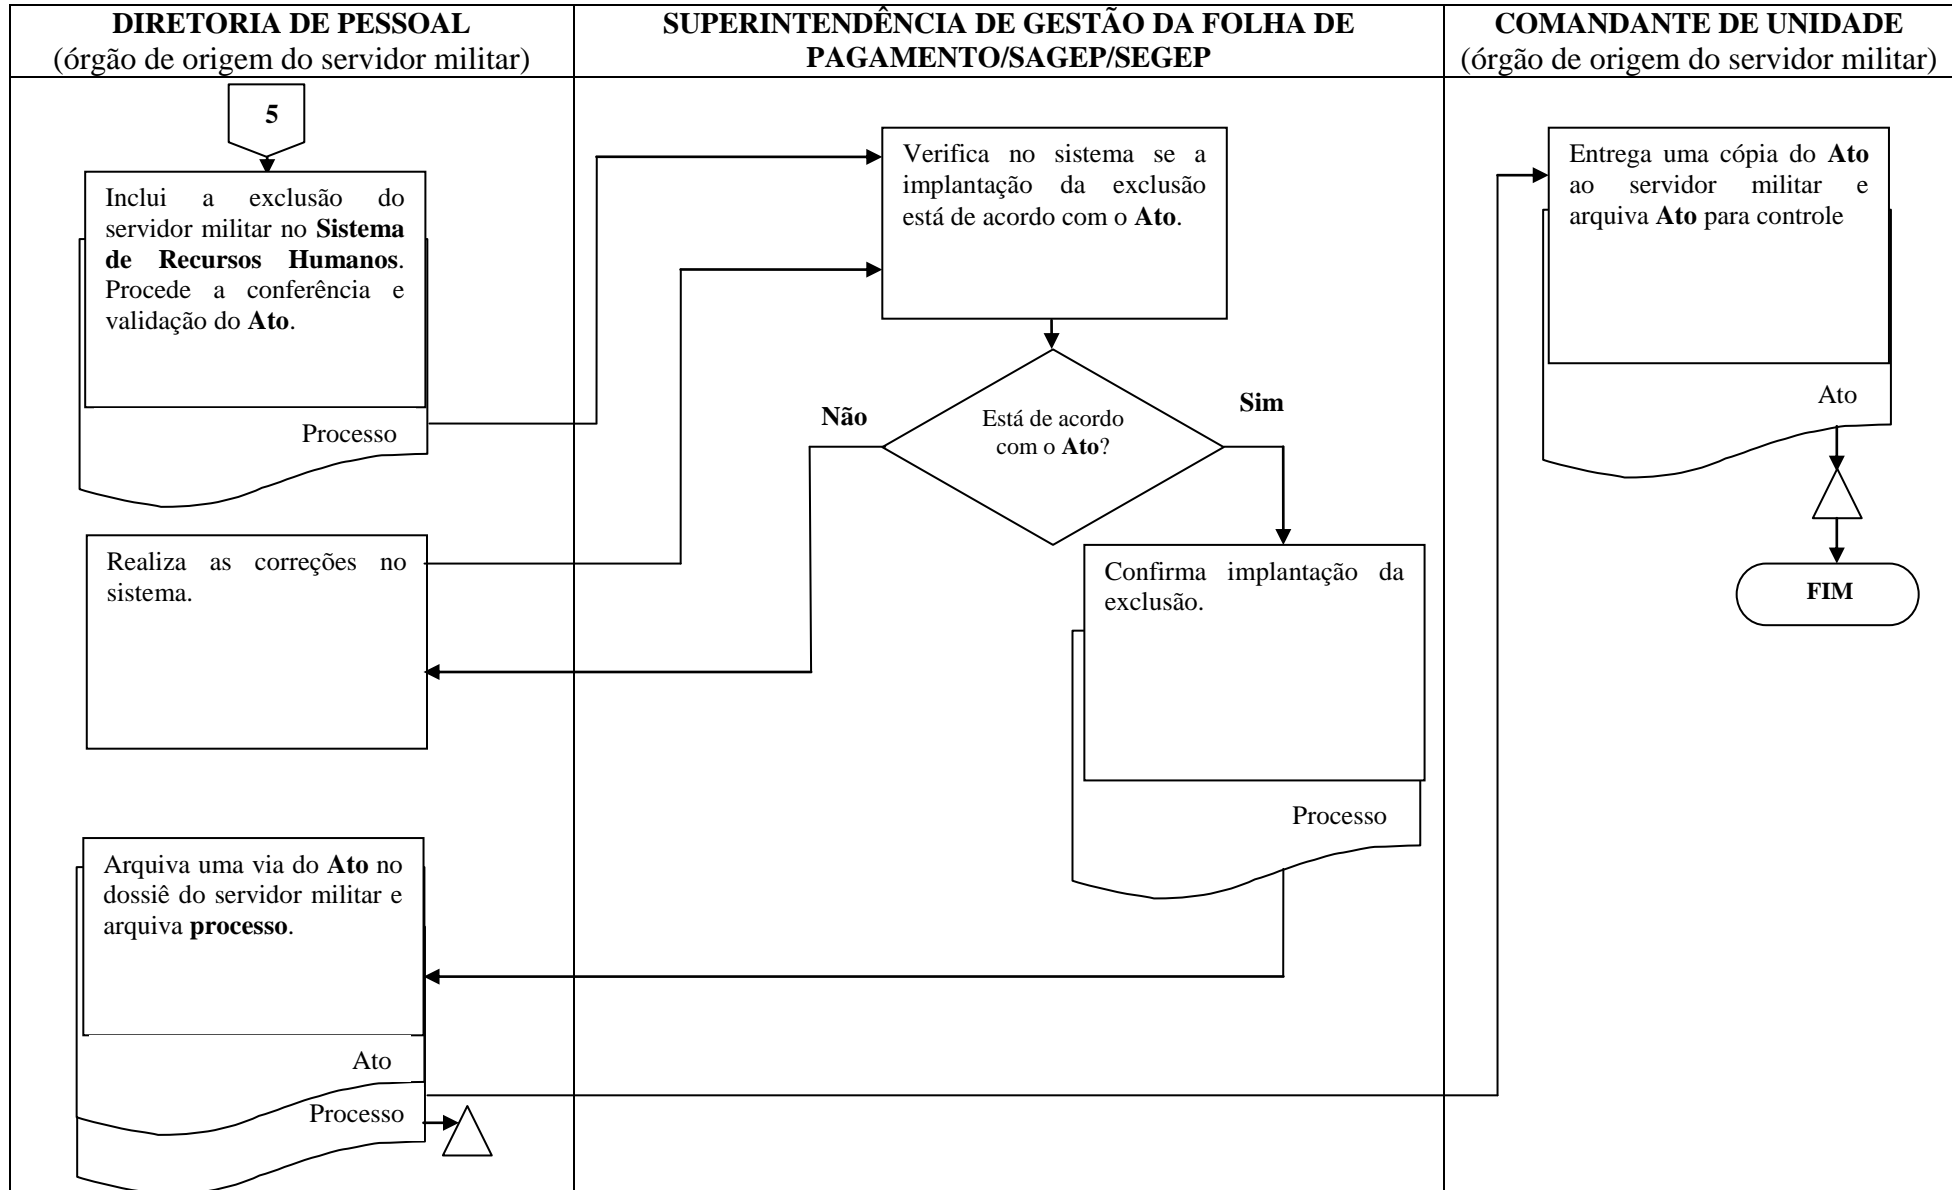 DIRETORIA DE PESSOAL
(órgão de origem do servidor militar)
SUPERINTENDÊNCIA DE GESTÃO DA FOLHA DE
PAGAMENTO/SAGEP/SEGEP
COMANDANTE DE UNIDADE
(órgão de origem do servidor militar)
5
Inclui a exclusão do
servidor militar no Sistema
de Recursos Humanos.
Procede a conferência e
validação do Ato.
Processo
Realiza as correções no
sistema.
Arquiva uma via do Ato no
dossiê do servidor militar e
arquiva processo.
Ato
Processo
Verifica no sistema se a
implantação da exclusão
está de acordo com o Ato.
Não
Está de acordo
com o Ato?
Sim
Confirma implantação da
exclusão.
Processo
Entrega uma cópia do Ato
ao servidor militar e
arquiva Ato para controle
Ato
FIM